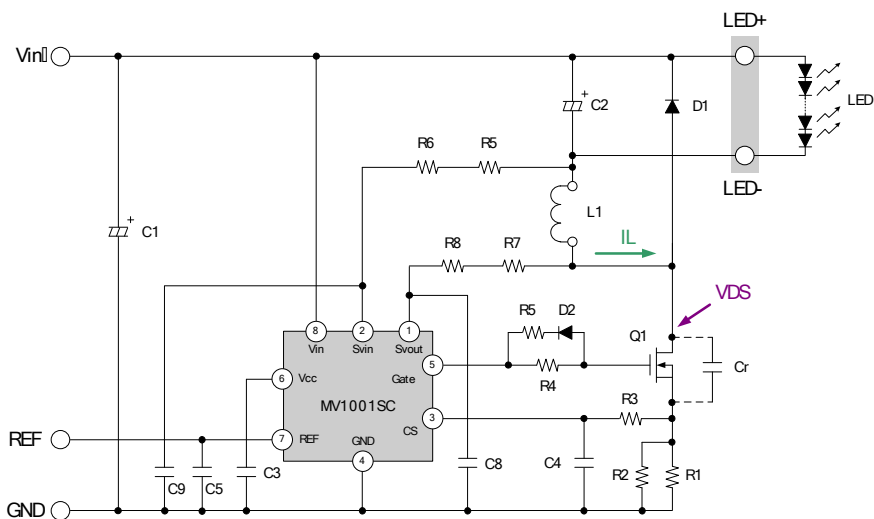 LED+
Vin▯
C2
D1
LED
R6
R5
LED-
L1
C1
IL
R8
R7
VDS
R5
D2
Q1
8
2
1
Vin
Svin
Svout
5
Gate
R4
Cr
6
Vcc
MV1001SC
3
R3
CS
REF
7
REF
GND
4
C9
C5
C3
C8
C4
R2
R1
GND